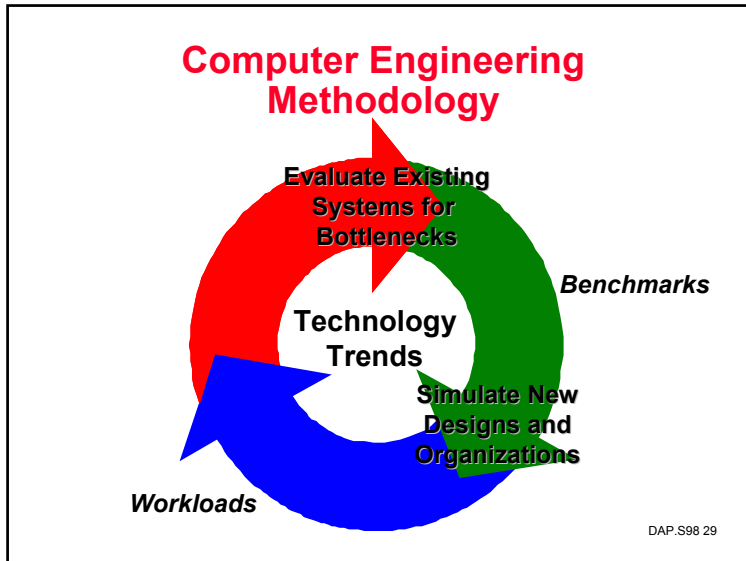 Computer Engineering
Methodology
Evaluate Existing
Systems for
Bottlenecks
Benchmarks
Technology
Trends
Simulate New
Designs and
Organizations
Workloads
DAP.S98 29